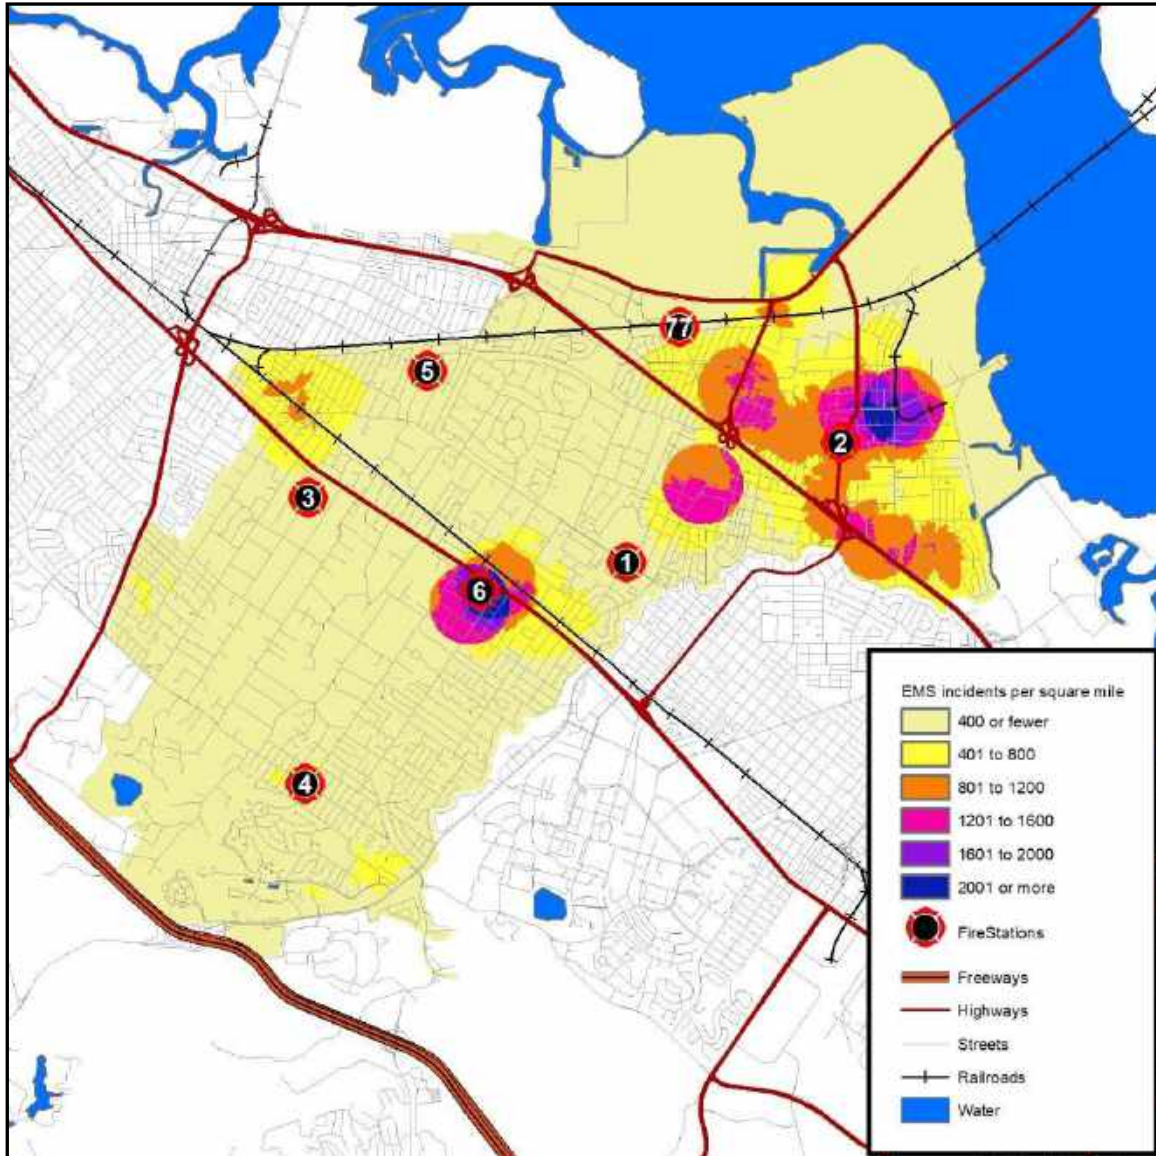 77
5
2
3
1
6
4
EMS incidents per square mile
400 or fewer
401 to 800
801 to 1200
1201 to 1600
1601 to 2000
2001 or more
FireStations
Freeways
Highways
Streets
Railroads
Water